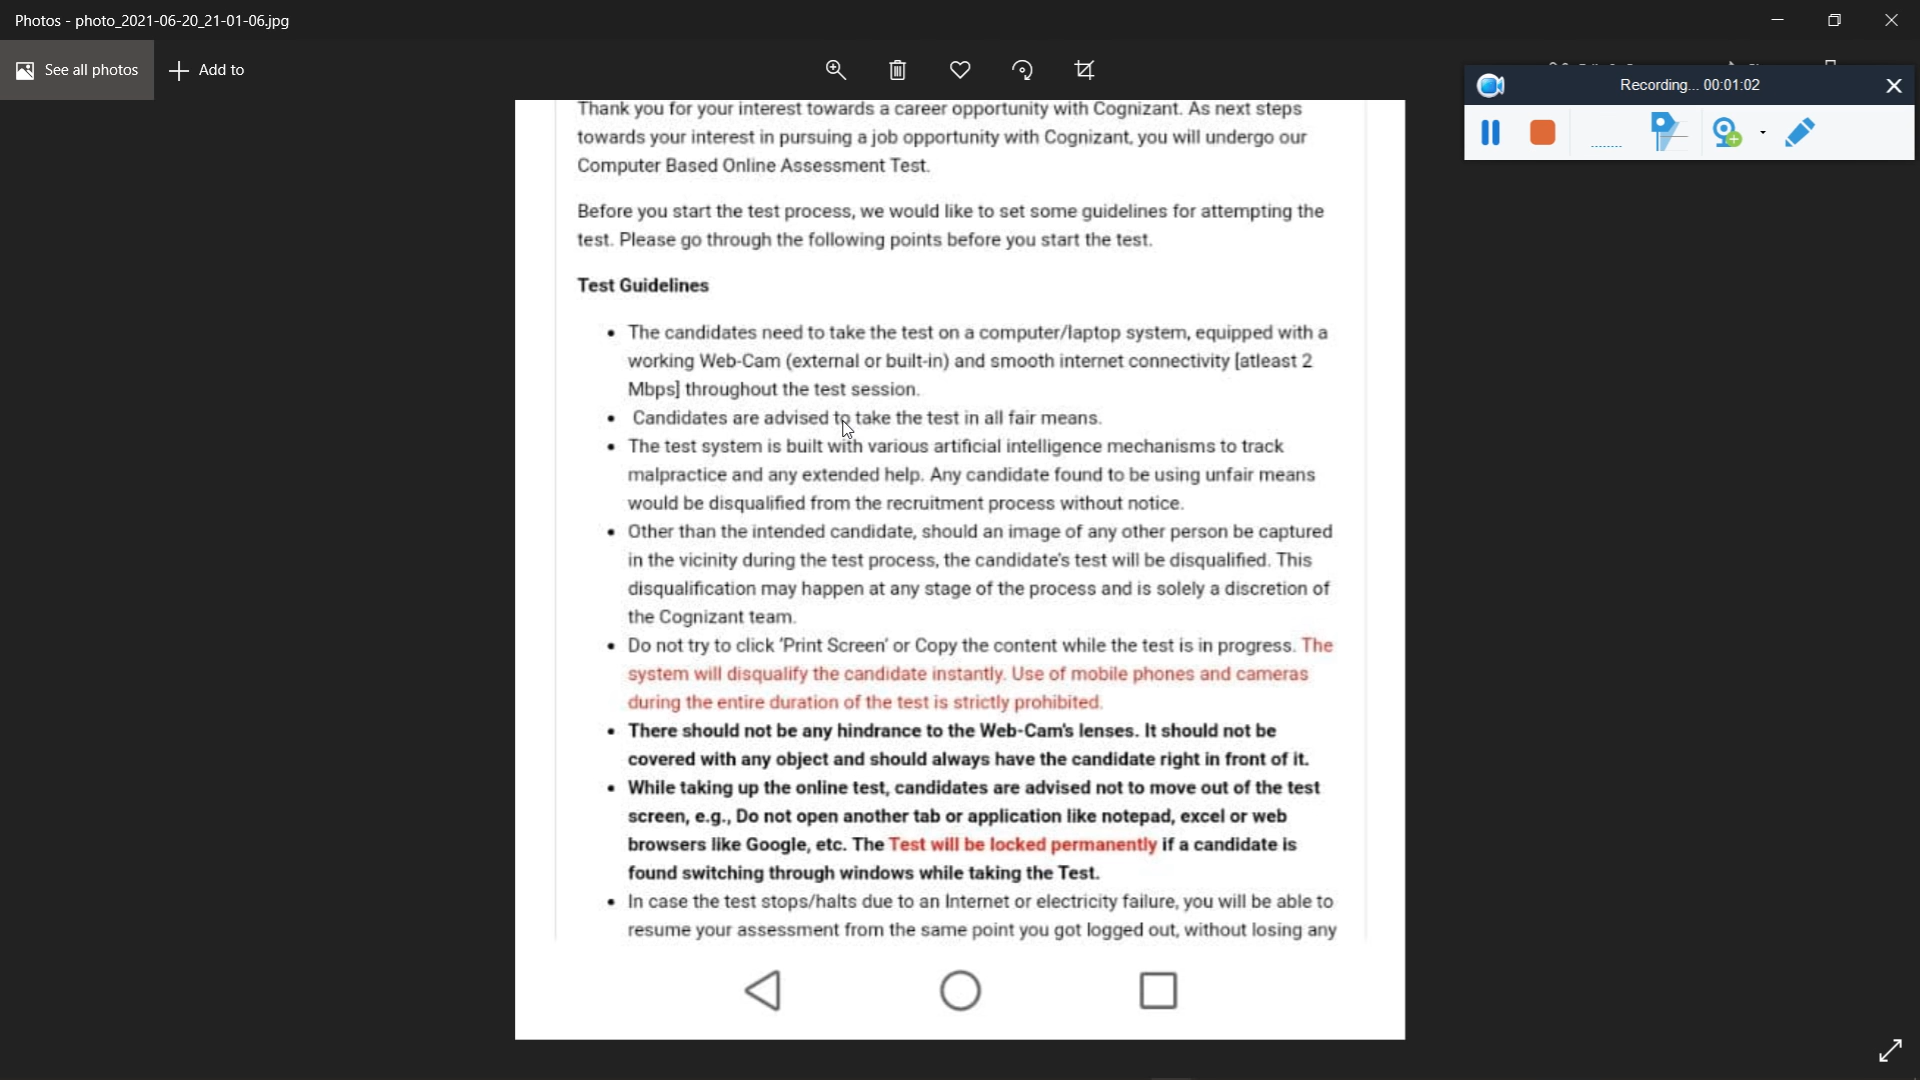 Photos - photo_2021-06-20_21-01-06.jpg
See all photos
Add to
Recording... 00:01:02
Thank you for your interest towards a career opportunity with Cognizant. As next steps
towards your interest in pursuing a job opportunity with Cognizant, you will undergo our
Computer Based Online Assessment Test.
Before you start the test process, we would like to set some guidelines for attempting the
test. Please go through the following points before you start the test.
Test Guidelines
• The candidates need to take the test on a computer/laptop system, equipped with a
working Web-Cam (external or built-in) and smooth internet connectivity [atleast 2
Mbps] throughout the test session.
• Candidates are advised to take the test in all fair means.
• The test system is built with various artificial intelligence mechanisms to track
malpractice and any extended help. Any candidate found to be using unfair means
would be disqualified from the recruitment process without notice.
• Other than the intended candidate, should an image of any other person be captured
in the vicinity during the test process, the candidate's test will be disqualified. This
disqualification may happen at any stage of the process and is solely a discretion of
the Cognizant team.
• Do not try to click 'Print Screen' or Copy the content while the test is in progress. The
system will disqualify the candidate instantly. Use of mobile phones and cameras
during the entire duration of the test is strictly prohibited.
• There should not be any hindrance to the Web-Cam's lenses. It should not be
covered with any object and should always have the candidate right in front of it.
• While taking up the online test, candidates are advised not to move out of the test
screen, e.g., Do not open another tab or application like notepad, excel or web
browsers like Google, etc. The Test will be locked permanently if a candidate is
found switching through windows while taking the Test.
• In case the test stops/halts due to an Internet or electricity failure, you will be able to
resume your assessment from the same point you got logged out, without losing any